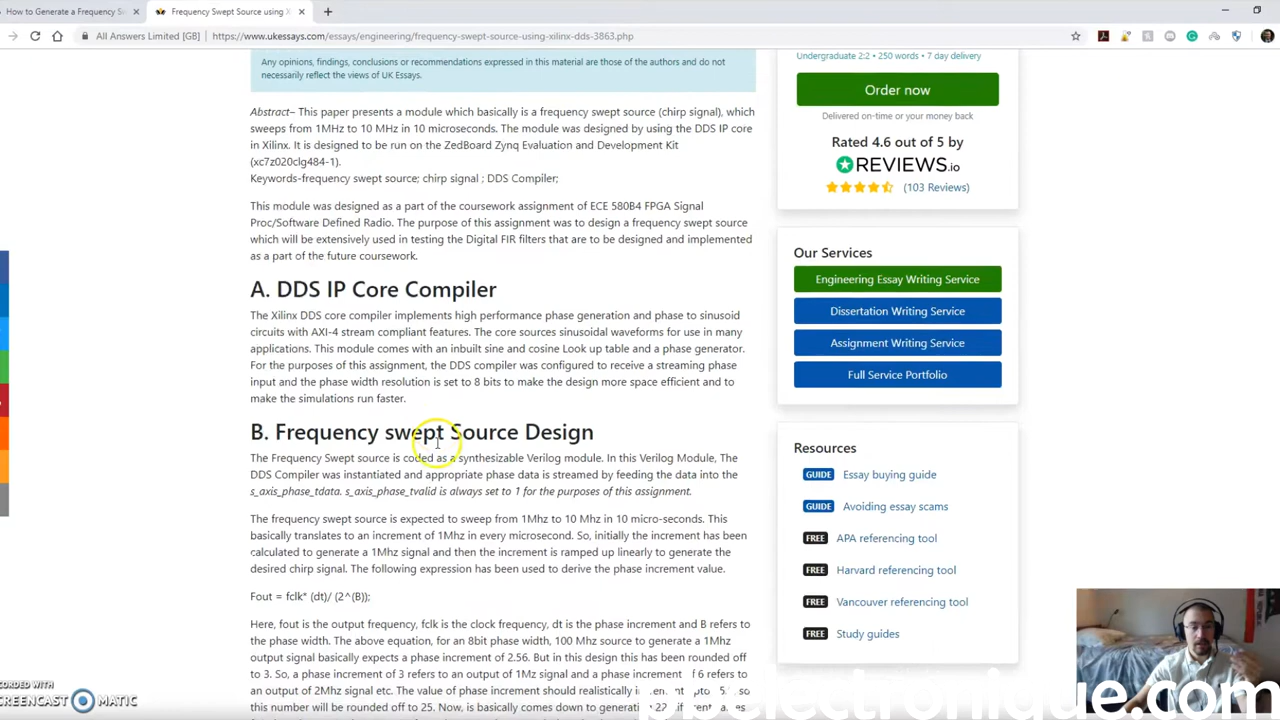 How to Generate a Frequency S
Frequency Swept Source using X
All Answers Limited [GB] https://www.ukessays.com/essays/engineering/frequency-swept-source-using-xilinx-dds-3863.php
Any opinions, findings, conclusions or recommendations expressed in this material are those of the authors and do not
necessarily reflect the views of UK Essays.
Abstract– This paper presents a module which basically is a frequency swept source (chirp signal), which
sweeps from 1MHz to 10 MHz in 10 microseconds. The module was designed by using the DDS IP core
in Xilinx. It is designed to be run on the ZedBoard Zynq Evaluation and Development Kit
(xc7z020clg484-1).
Keywords-frequency swept source; chirp signal ; DDS Compiler;
This module was designed as a part of the coursework assignment of ECE 580B4 FPGA Signal
Proc/Software Defined Radio. The purpose of this assignment was to design a frequency swept source
which will be extensively used in testing the Digital FIR filters that are to be designed and implemented
as a part of the future coursework.
A. DDS IP Core Compiler
The Xilinx DDS core compiler implements high performance phase generation and phase to sinusoid
circuits with AXI-4 stream compliant features. The core sources sinusoidal waveforms for use in many
applications. This module comes with an inbuilt sine and cosine Look up table and a phase generator.
For the purposes of this assignment, the DDS compiler was configured to receive a streaming phase
input and the phase width resolution is set to 8 bits to make the design more space efficient and to
make the simulations run faster.
B. Frequency swept Source Design
The Frequency Swept source is coded as synthesizable Verilog module. In this Verilog Module, The
DDS Compiler was instantiated and appropriate phase data is streamed by feeding the data into the
s_axis_phase_tdata. s_axis_phase_tvalid is always set to 1 for the purposes of this assignment.
The frequency swept source is expected to sweep from 1Mhz to 10 Mhz in 10 micro-seconds. This
basically translates to an increment of 1Mhz in every microsecond. So, initially the increment has been
calculated to generate a 1Mhz signal and then the increment is ramped up linearly to generate the
desired chirp signal. The following expression has been used to derive the phase increment value.
Fout = fclk* (dt)/ (2^(B));
Here, fout is the output frequency, fclk is the clock frequency, dt is the phase increment and B refers to
the phase width. The above equation, for an 8bit phase width, 100 Mhz source to generate a 1Mhz
output signal basically expects a phase increment of 2.56. But in this design this has been rounded off
to 3. So, a phase increment of 3 refers to an output of 1Mz signal and a phase increment of 6 refers to
an output of 2Mhz signal etc. The value of phase increment should realistically so
this number will be rounded off to 25. Now, is basically comes down to generating 22 different values
Undergraduate 2:2 • 250 words • 7 day delivery
Order now
Delivered on-time or your money back
Rated 4.6 out of 5 by
REVIEWS.io
(103 Reviews)
Our Services
Engineering Essay Writing Service
Dissertation Writing Service
Assignment Writing Service
Full Service Portfolio
Resources
GUIDE Essay buying guide
GUIDE Avoiding essay scams
FREE APA referencing tool
FREE Harvard referencing tool
FREE Vancouver referencing tool
FREE Study guides
ORDED WITH
CREENCAST MATIC
pbelectronique.com